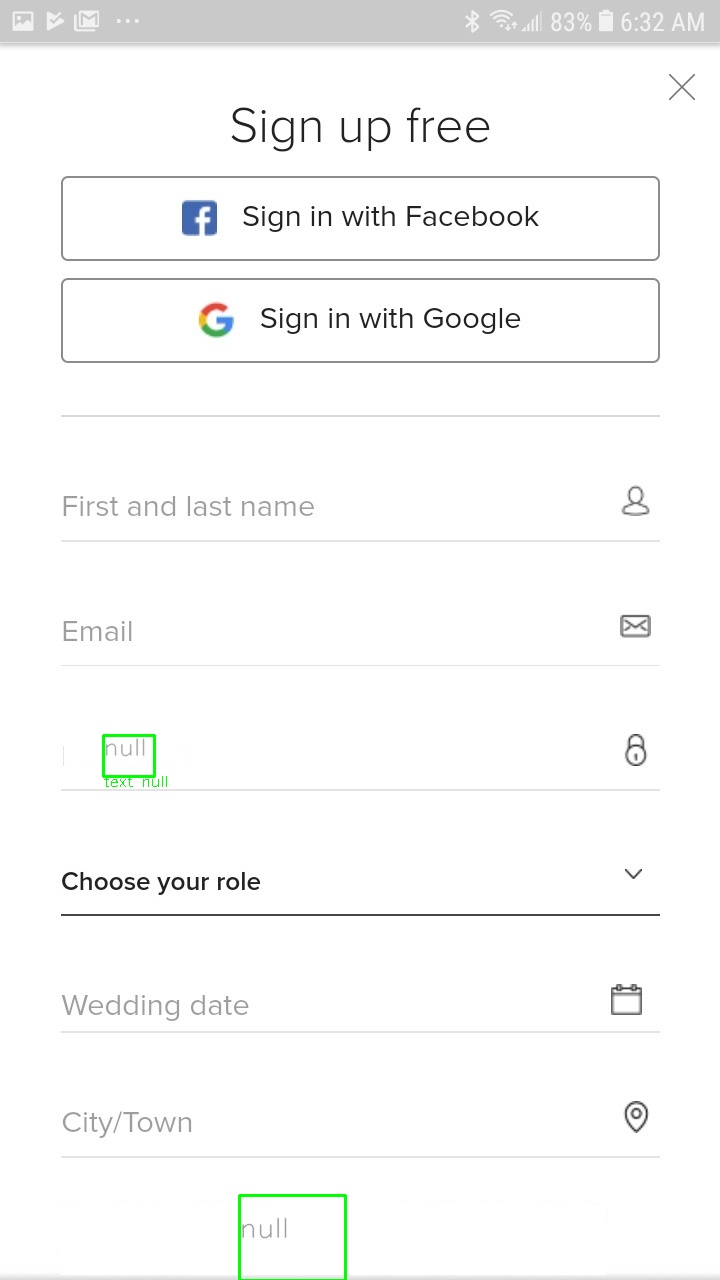 83% 6:32 AM
Sign up free
Sign in with Facebook
Sign in with Google
First and last name
Email
null
text null
Choose your role
Wedding date
City/Town
null